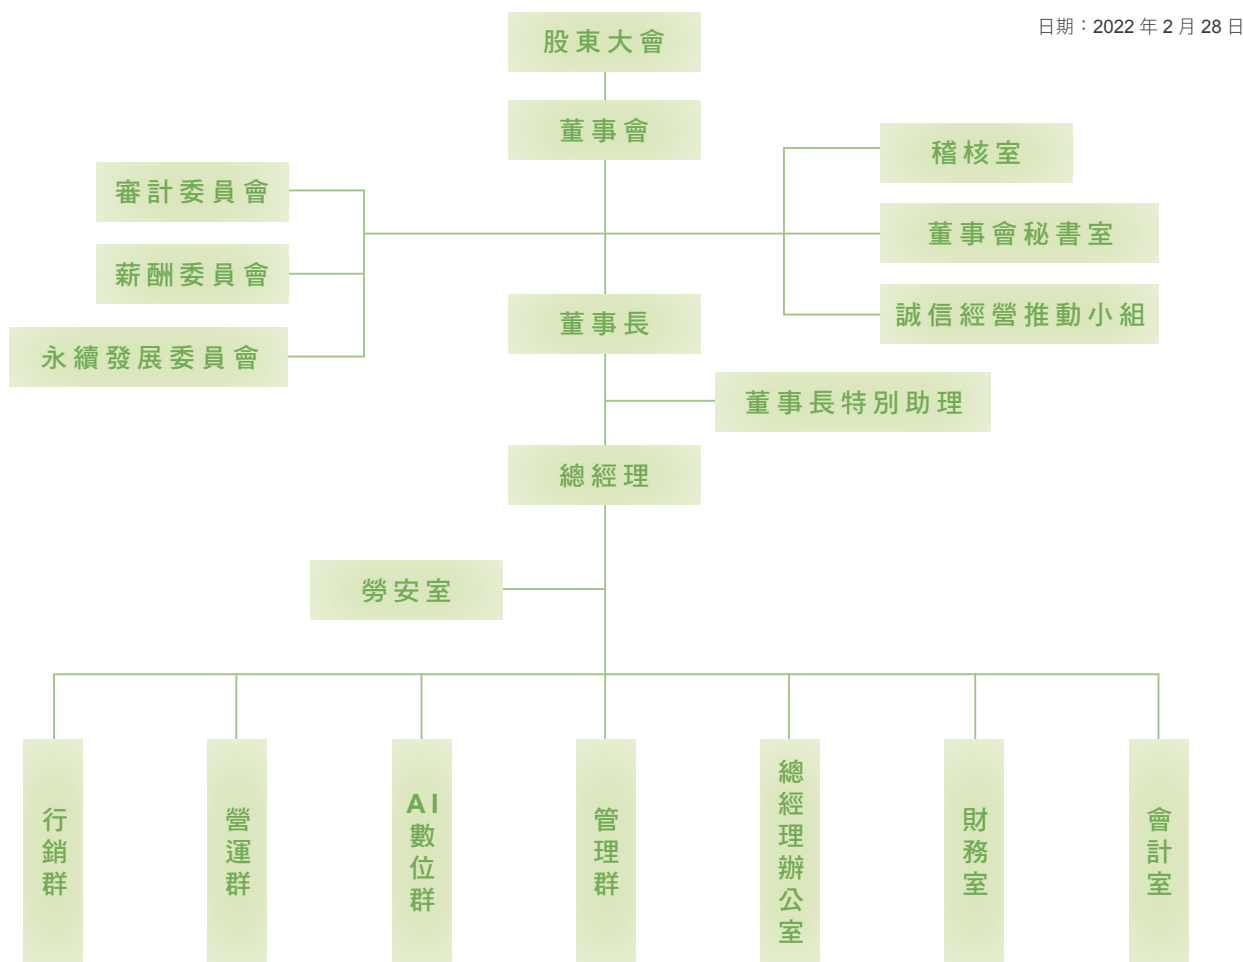 日期：2022 年 2 月 28 日
股東大會
董事會
稽核室
審計委員會
董事會秘書室
薪酬委員會
誠信經營推動小組
董事長
永續發展委員會
董事長特別助理
總經理
勞安室
行銷群
營運群
AI數位群
管理群
總經理辦公室
財務室
會計室